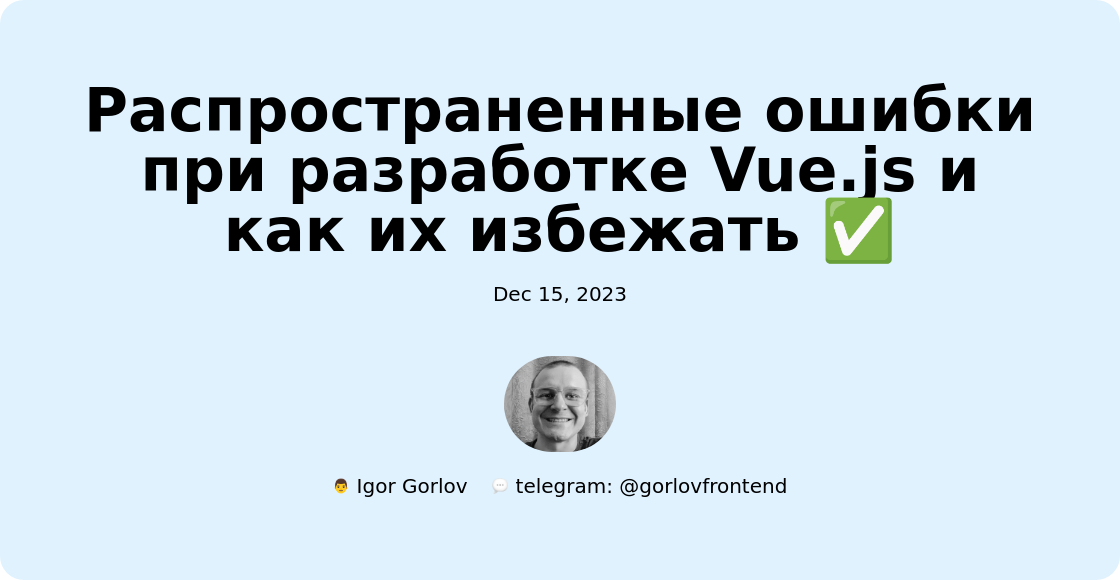 Распространенные ошибки
при разработке Vue.js и
как их избежать ✅
Dec 15, 2023
👨 Igor Gorlov 💬 telegram: @gorlovfrontend